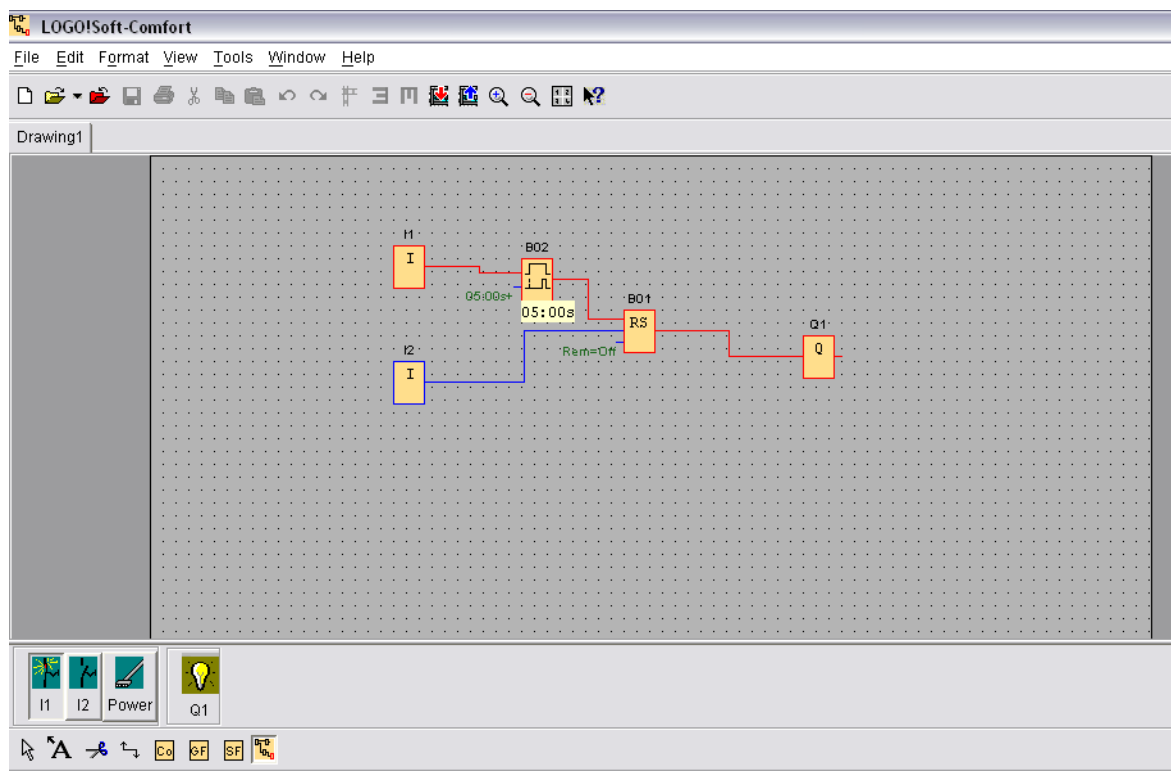 LOGO!Soft-Comfort
File Edit Format View Tools Window Help
Drawing1
I1
I
B02
05:00s+
05:00s
B01
RS
Rem=Off
Q1
Q
I2
I
I1 I2 Power Q1
A Co GF SF